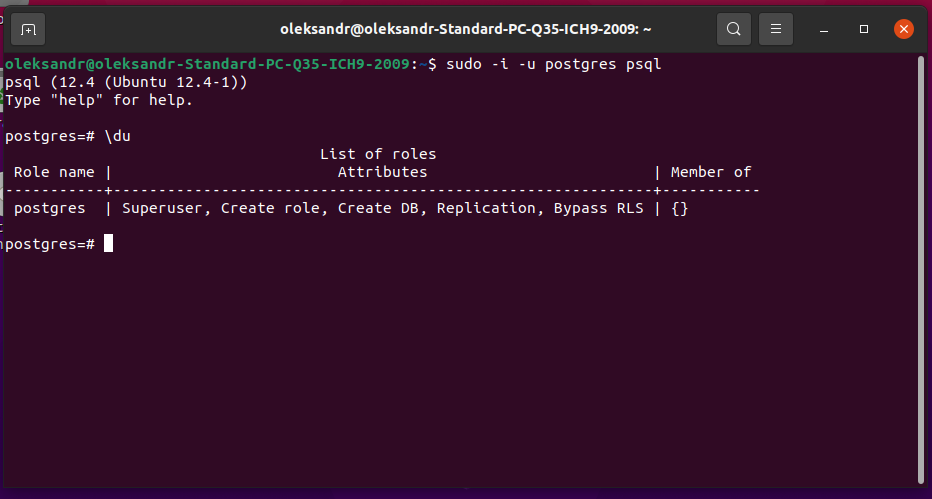 oleksandr@oleksandr-Standard-PC-Q35-ICH9-2009: ~
oleksandr@oleksandr-Standard-PC-Q35-ICH9-2009:~$ sudo -i -u postgres psql
psql (12.4 (Ubuntu 12.4-1))
Type "help" for help.
postgres=# \du
List of roles
Role name | Attributes | Member of
-----------+------------------------------------------------------------+-----------
postgres | Superuser, Create role, Create DB, Replication, Bypass RLS | {}
postgres=#